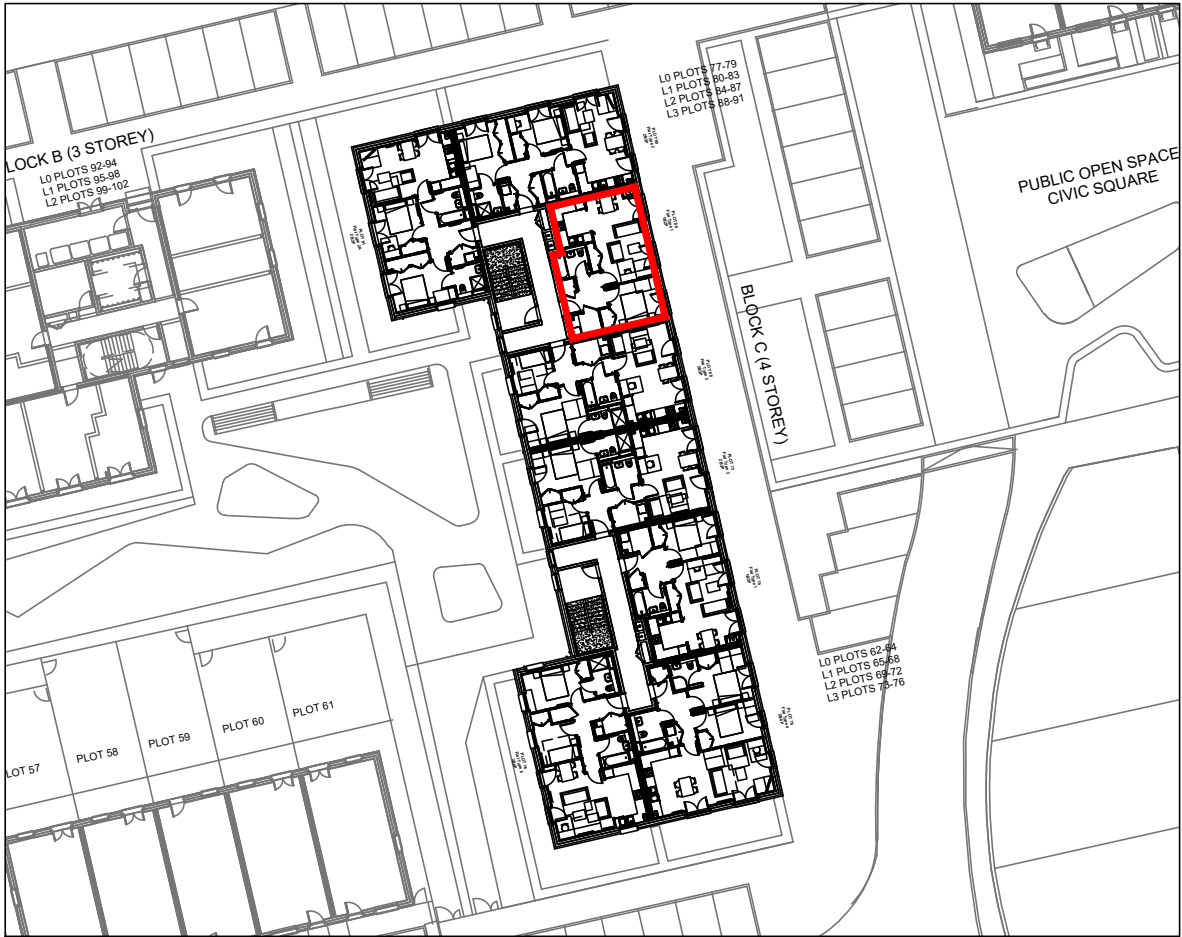 L0 PLOTS 77-79
L1 PLOTS 80-83
L2 PLOTS 84-87
L3 PLOTS 88-91
LOCK B (3 STOREY)
L0 PLOTS 92-94
L1 PLOTS 95-98
L2 PLOTS 99-102
PUBLIC OPEN SPACE
CIVIC SQUARE
BLOCK C (4 STOREY)
L0 PLOTS 62-64
L1 PLOTS 65-68
L2 PLOTS 69-72
L3 PLOTS 73-76
LOT 57
PLOT 58
PLOT 59
PLOT 60
PLOT 61